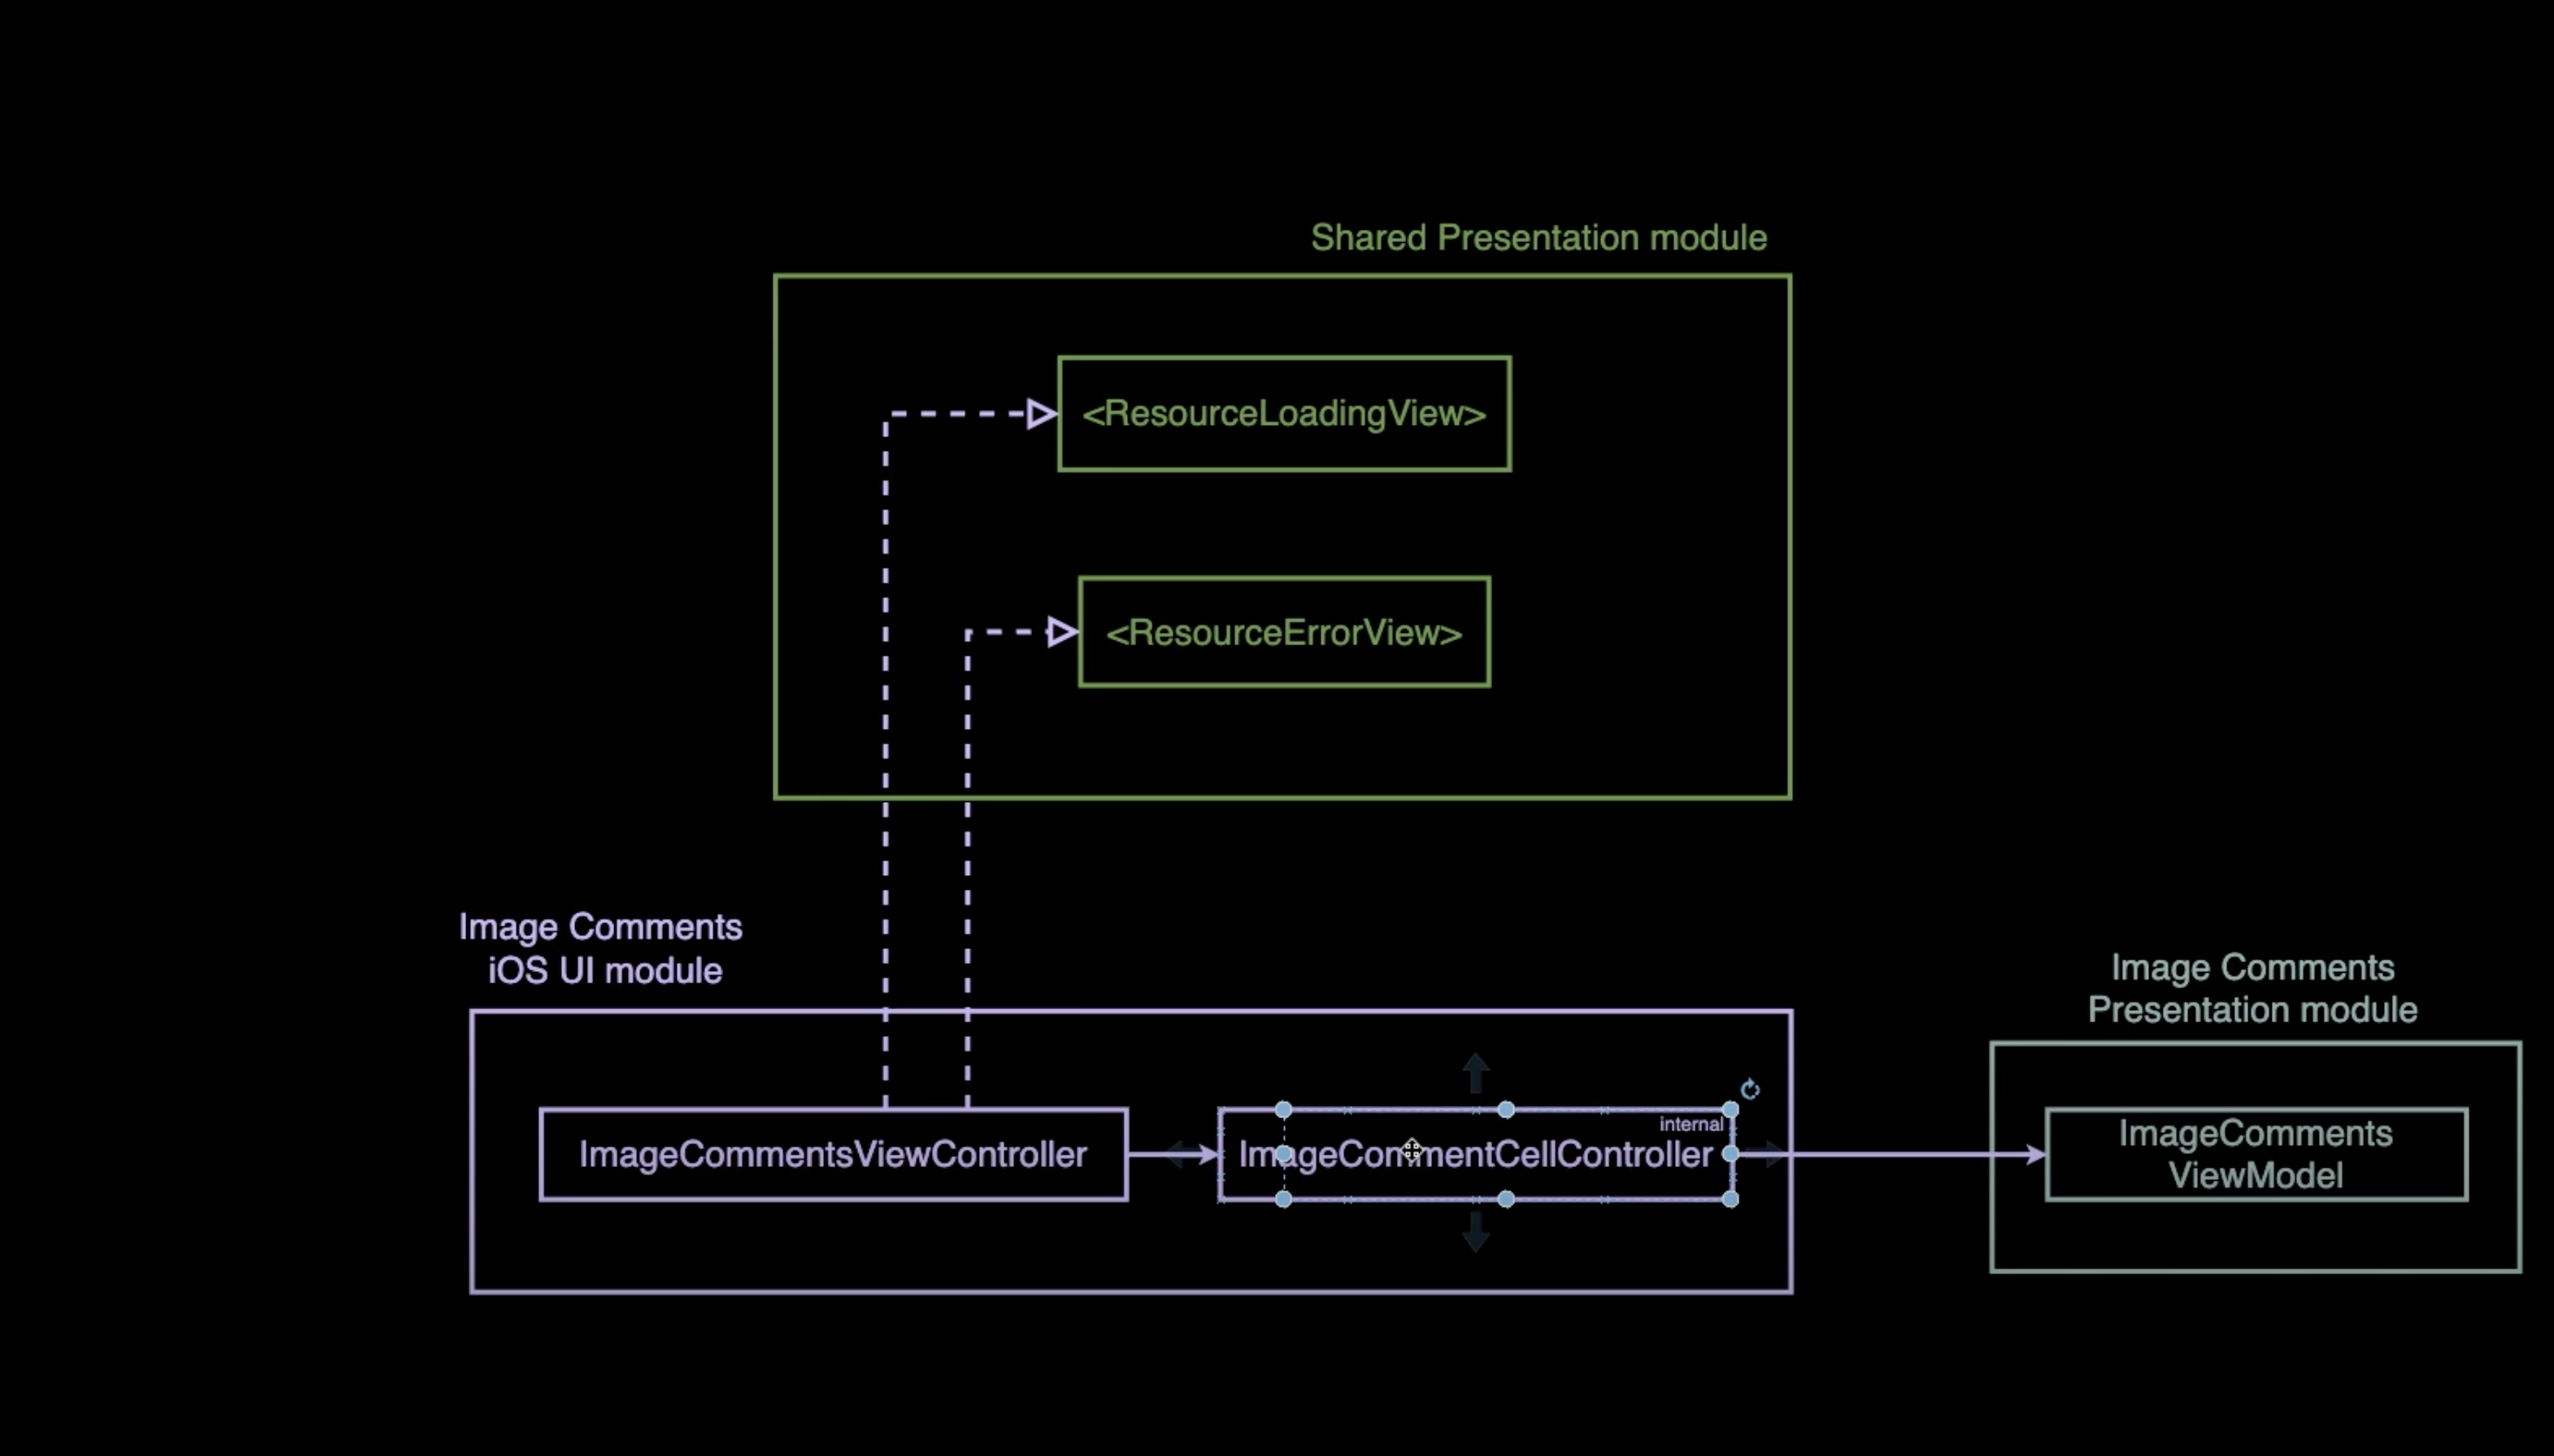 Shared Presentation module
<ResourceLoadingView>
<ResourceErrorView>
Image Comments
iOS UI module
ImageCommentsViewController
internal
ImageCommentCellController
Image Comments
Presentation module
ImageComments
ViewModel